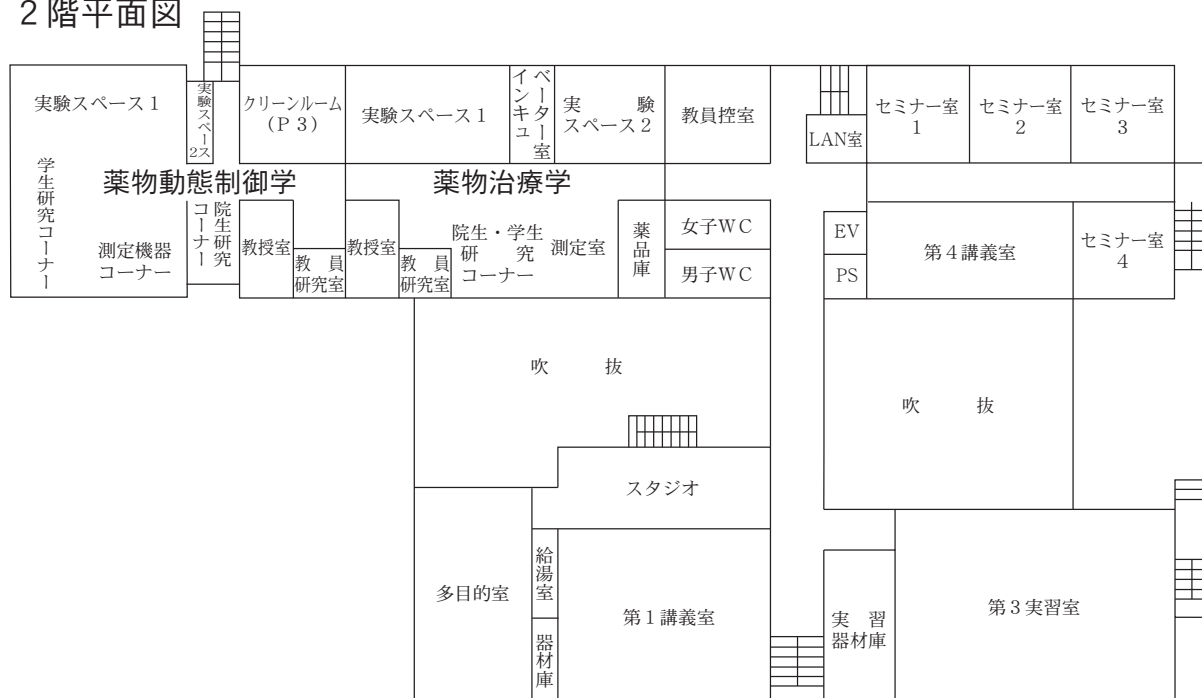 ２階平面図
実験スペース１
実験スペース2
クリーンルーム
（Ｐ３）
実験スペース１
インキュ
ベーター室
実　験
スペース２
教員控室
LAN室
セミナー室
1
セミナー室
2
セミナー室
3
学生研究コーナー
薬物動態制御学
薬物治療学
測定機器
コーナー
院生研究
コーナー
教授室
教　員
研究室
教授室
教　員
研究室
院生・学生
研　究
コーナー
測定室
薬品庫
女子ＷＣ
男子ＷＣ
EV
PS
第４講義室
セミナー室
4
吹　抜
吹　抜
スタジオ
多目的室
給湯室
器材庫
第１講義室
実　習
器材庫
第３実習室